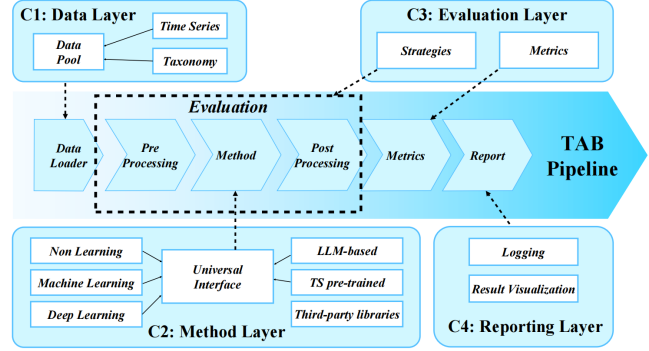 C1: Data Layer
Data
Pool
Time Series
Taxonomy
C3: Evaluation Layer
Strategies
Metrics
Evaluation
Data
Loader
Pre
Processing
Method
Post
Processing
Metrics
Report
TAB
Pipeline
Non Learning
Machine Learning
Deep Learning
Universal
Interface
LLM-based
TS pre-trained
Third-party libraries
C2: Method Layer
Logging
Result Visualization
C4: Reporting Layer